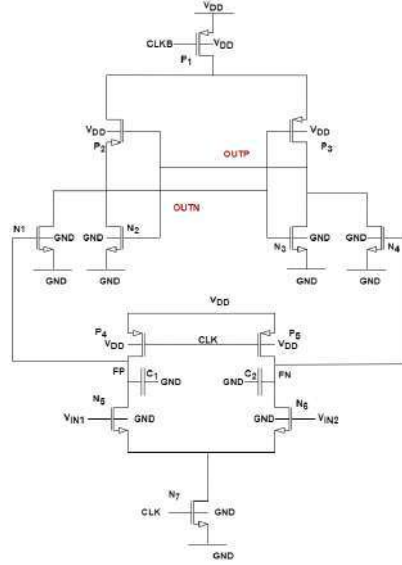 VDD
CLKB VDD
P1
VDD VDD
P2 P3
OUTP
OUTN
N1 N2 N3 N4
GND GND GND GND
GND GND GND GND
VDD
P4 P5
VDD CLK VDD
FP C1 GND GND C2 FN
N5 N6
VIN1 GND GND VIN2
N7
CLK GND
GND